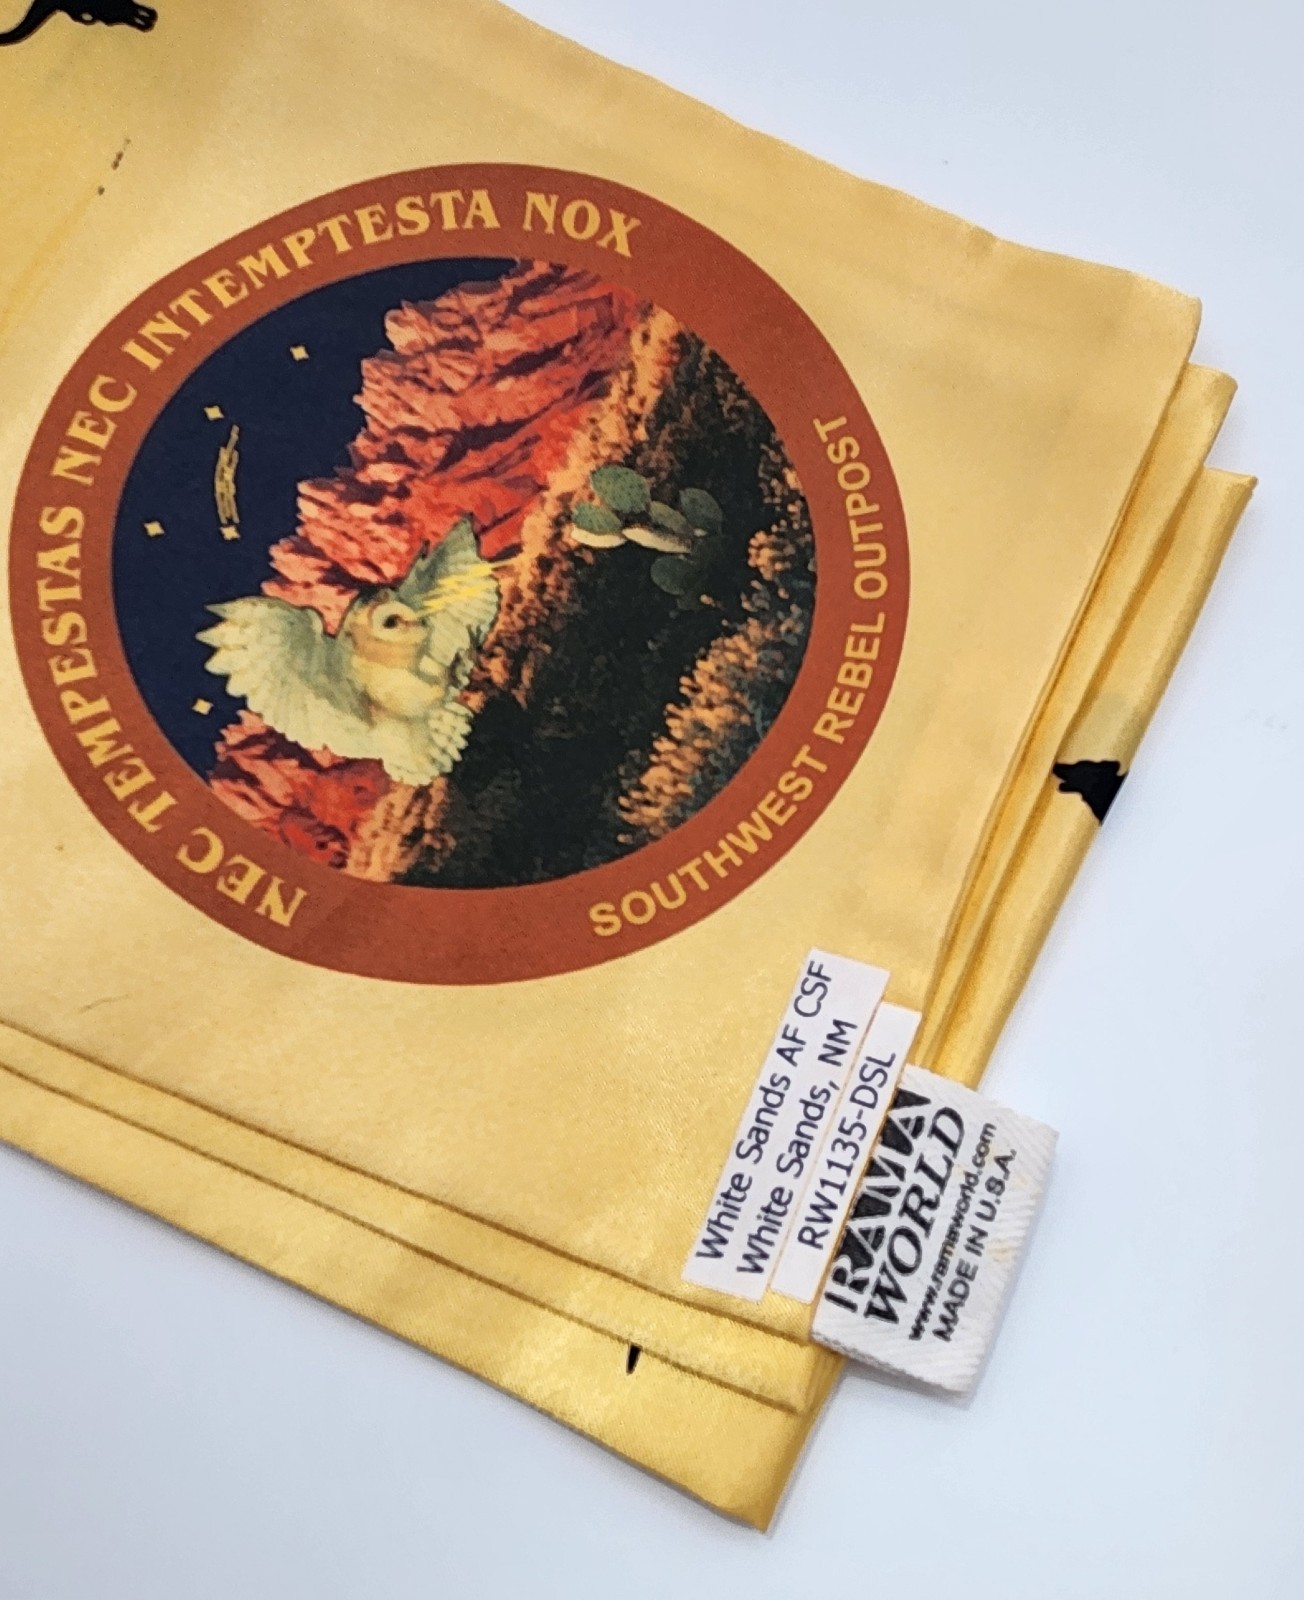 NEC TEMPESTAS NEC INTEMPTESTA NOX
SOUTHWEST REBEL OUTPOST
White Sands AF CSF
White Sands, NM
RW1135-DSL
RAMA
WORLD
www.ramaworld.com
MADE IN U.S.A.